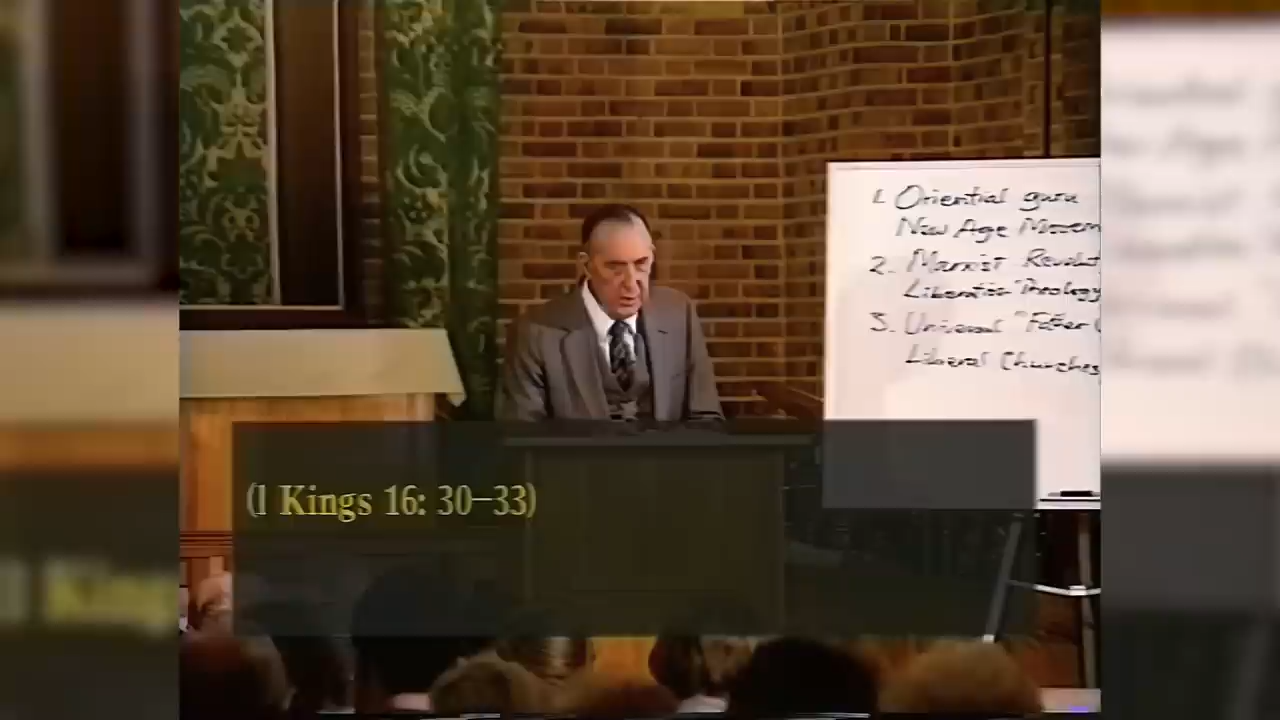 1. Oriential guru
New Age Movem
2. Marxist Revolut
Liberation Theology
3. Universal "Father
Liberal Churches
(I Kings 16: 30–33)